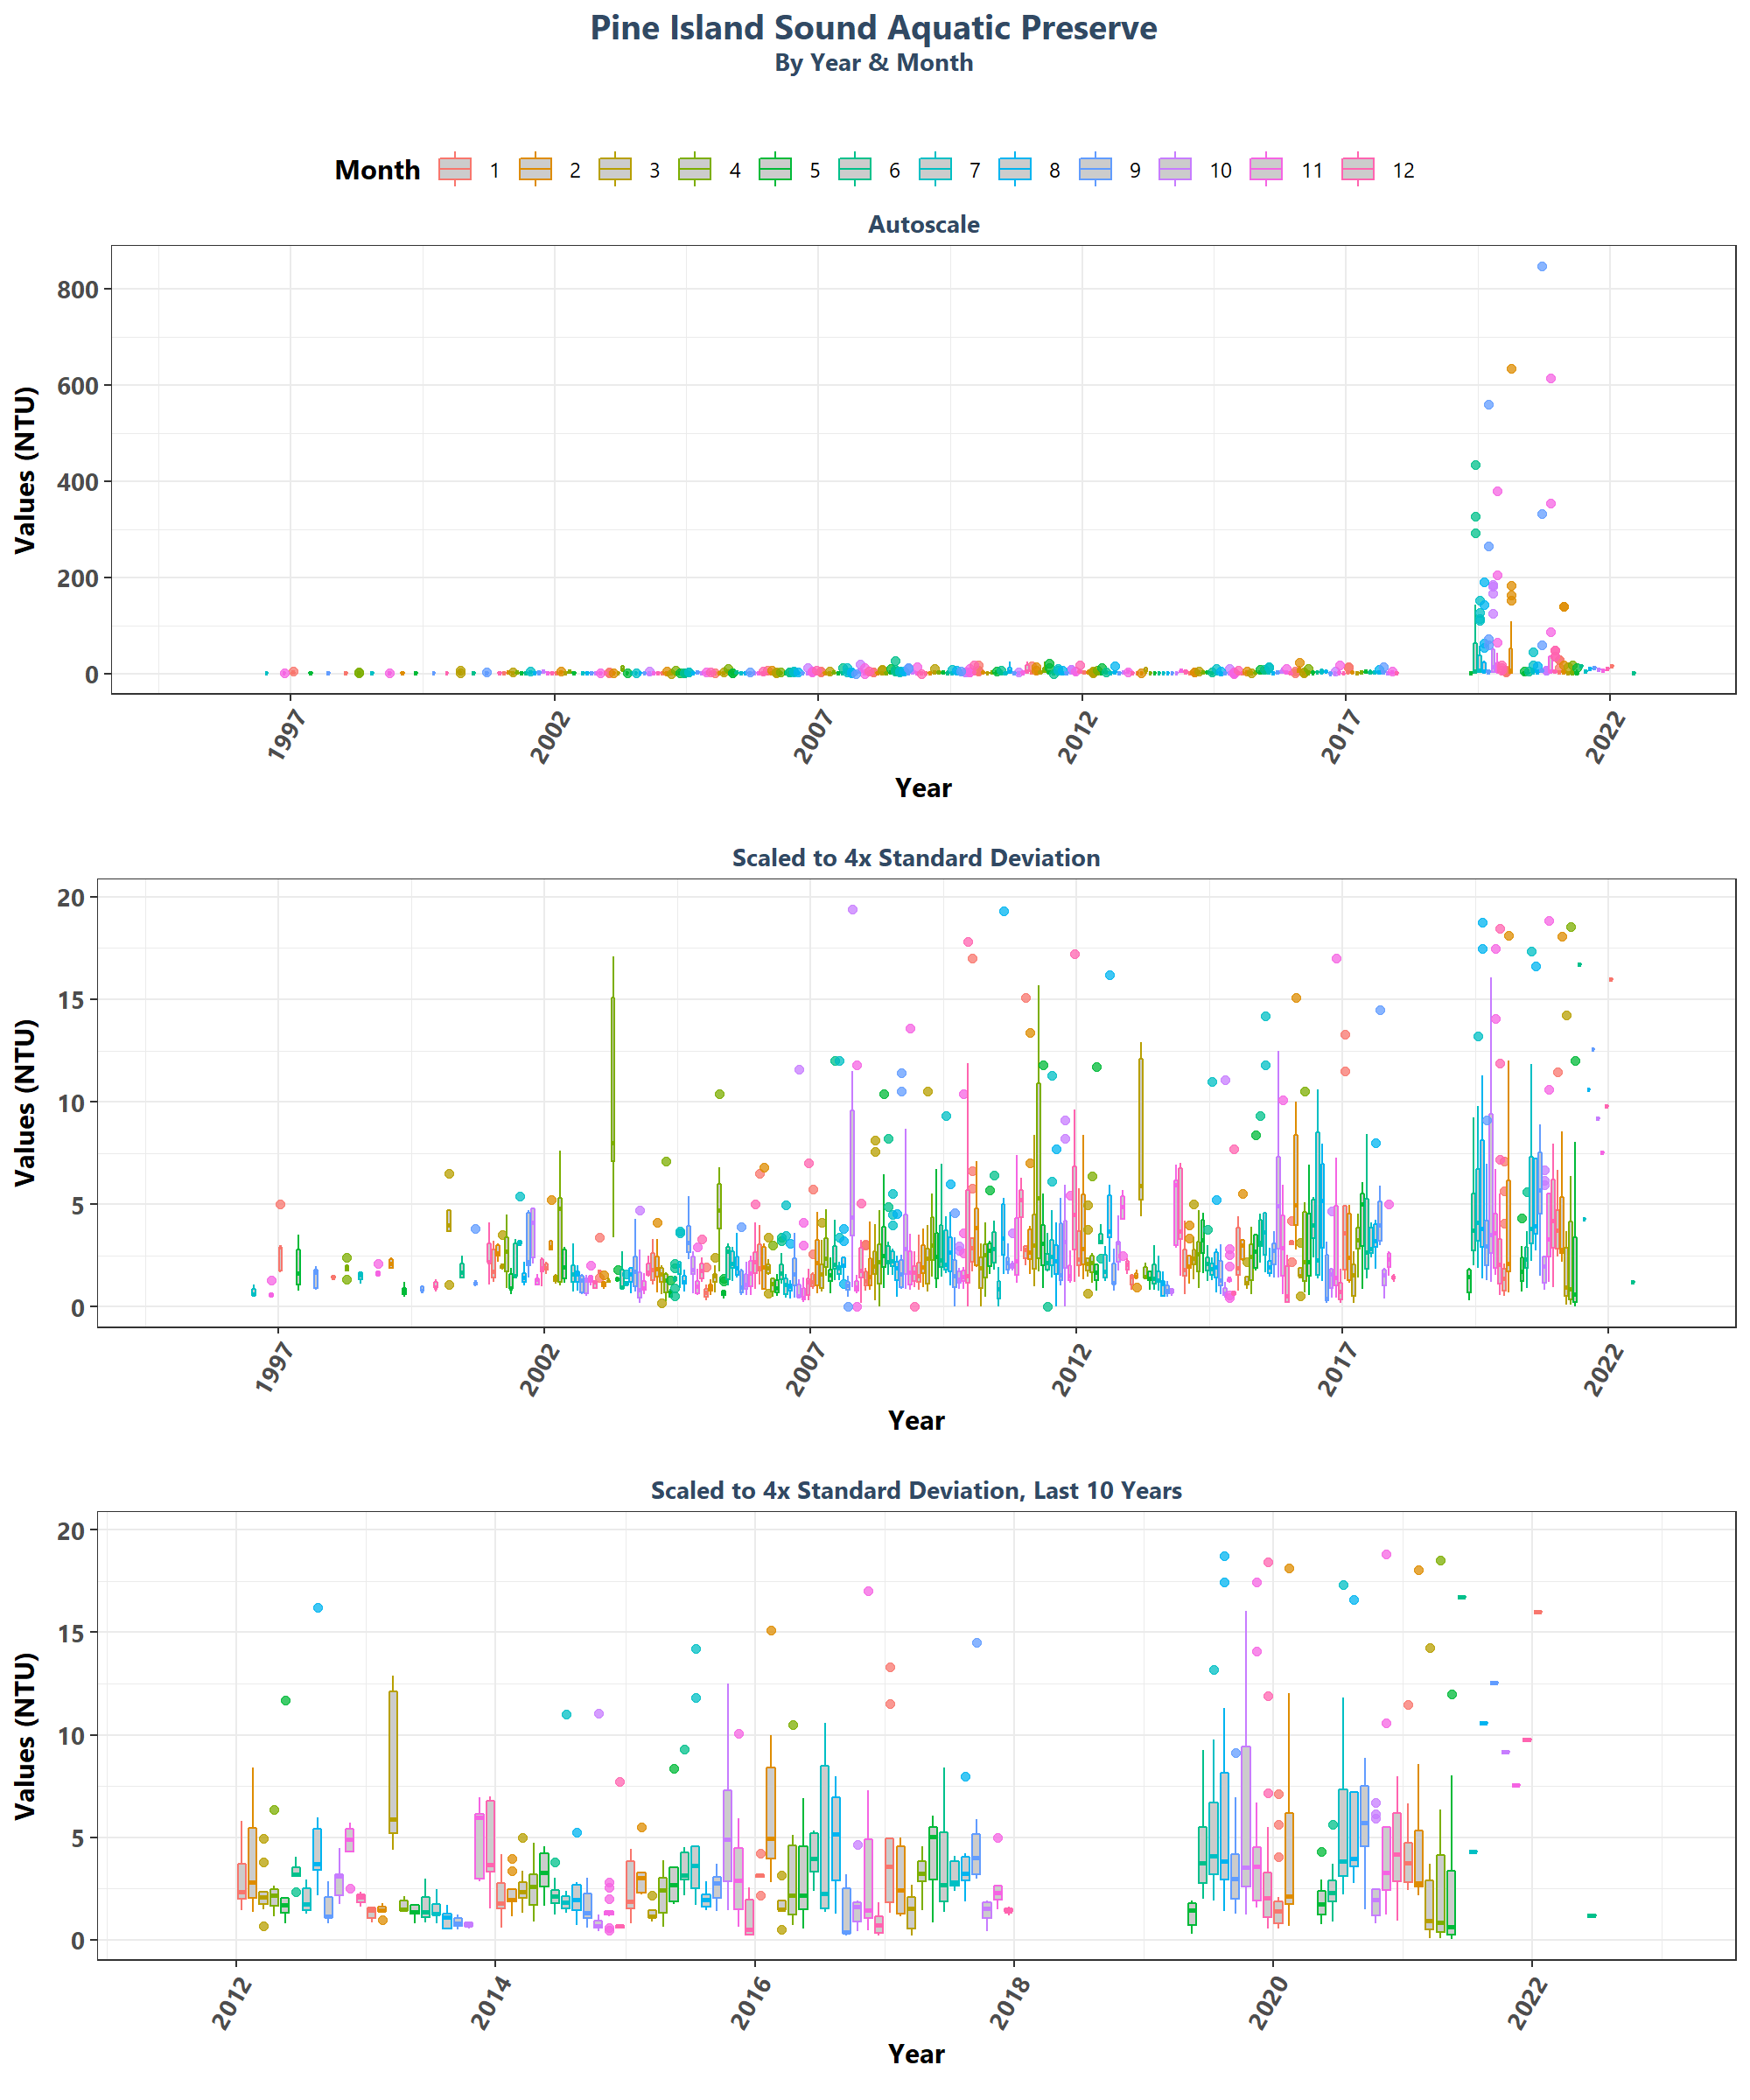 Pine Island Sound Aquatic Preserve
By Year & Month
Month 1 2 3 4 5 6 7 8 9 10 11 12
Autoscale
Values (NTU)
800
600
400
200
0
1997 2002 2007 2012 2017 2022
Year
Scaled to 4x Standard Deviation
Values (NTU)
20
15
10
5
0
1997 2002 2007 2012 2017 2022
Year
Scaled to 4x Standard Deviation, Last 10 Years
Values (NTU)
20
15
10
5
0
2012 2014 2016 2018 2020 2022
Year